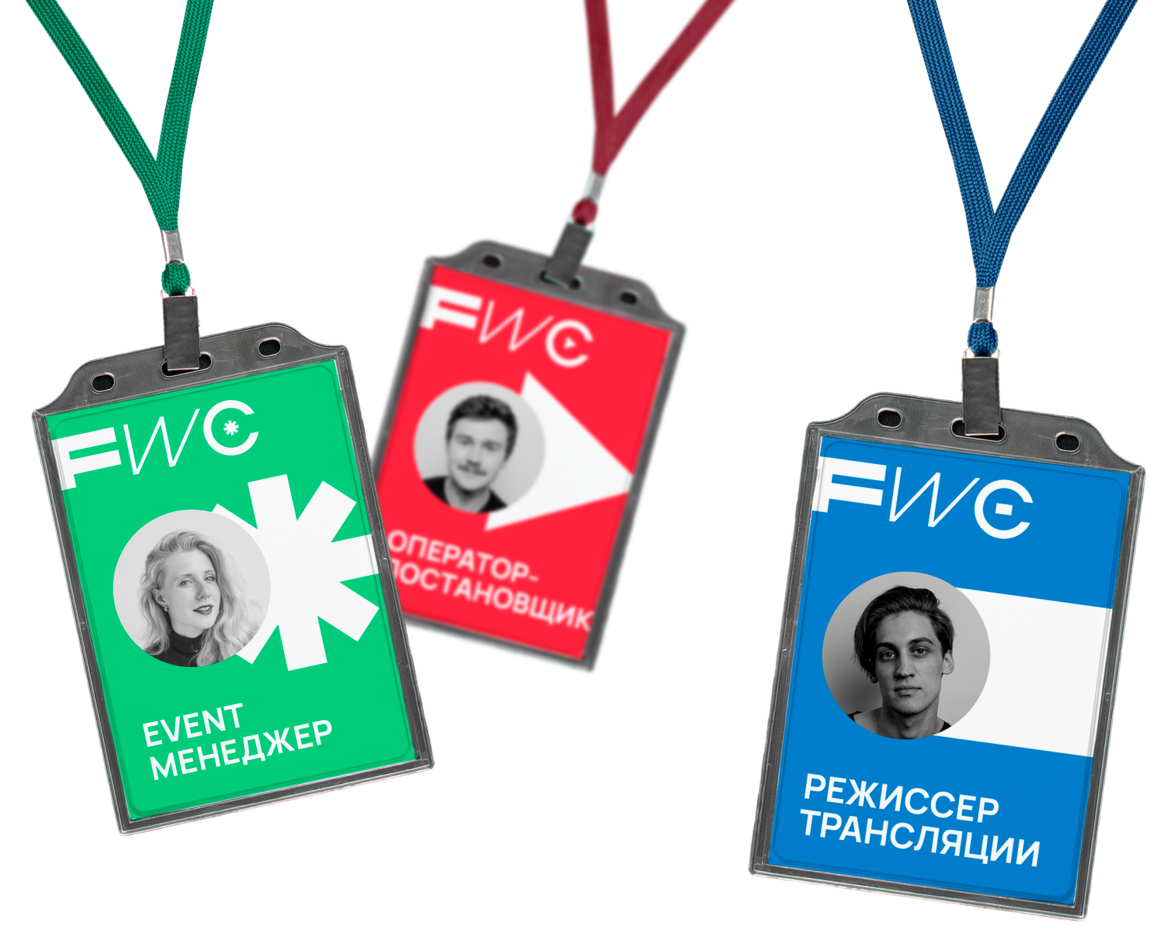 FWC
EVENT
МЕНЕДЖЕР
FWC
ОПЕРАТОР-
ПОСТАНОВЩИК
FWC
РЕЖИССЕР
ТРАНСЛЯЦИИ